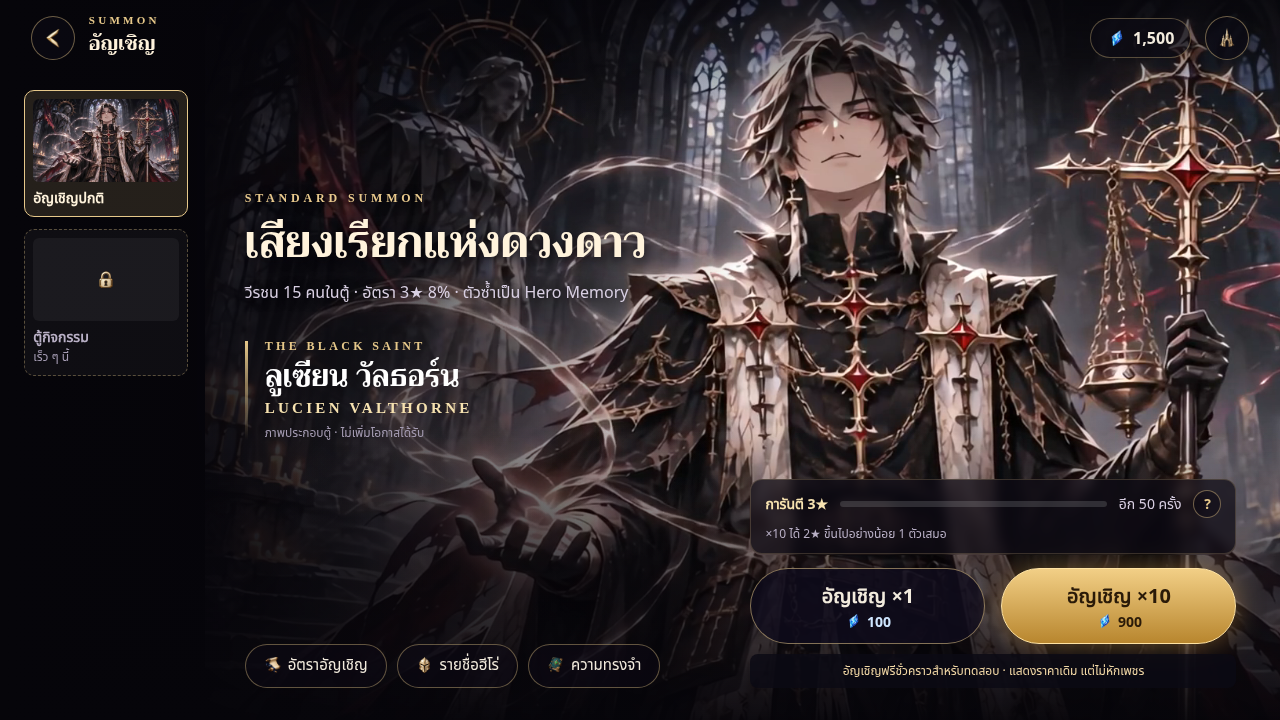 SUMMON
อัญเชิญ
1,500
อัญเชิญปกติ
ตู้กิจกรรม
เร็ว ๆ นี้
STANDARD SUMMON
เสียงเรียกแห่งดวงดาว
วีรชน 15 คนในตู้ · อัตรา 3★ 8% · ตัวซ้ำเป็น Hero Memory
THE BLACK SAINT
ลูเซียน วัลธอร์น
LUCIEN VALTHORNE
ภาพประกอบตู้ · ไม่เพิ่มโอกาสได้รับ
การันตี 3★ อีก 50 ครั้ง ?
×10 ได้ 2★ ขึ้นไปอย่างน้อย 1 ตัวเสมอ
อัญเชิญ ×1
100
อัญเชิญ ×10
900
อัตราอัญเชิญ
รายชื่อฮีโร่
ความทรงจำ
อัญเชิญฟรีชั่วคราวสำหรับทดสอบ · แสดงราคาเดิม แต่ไม่หักเพชร